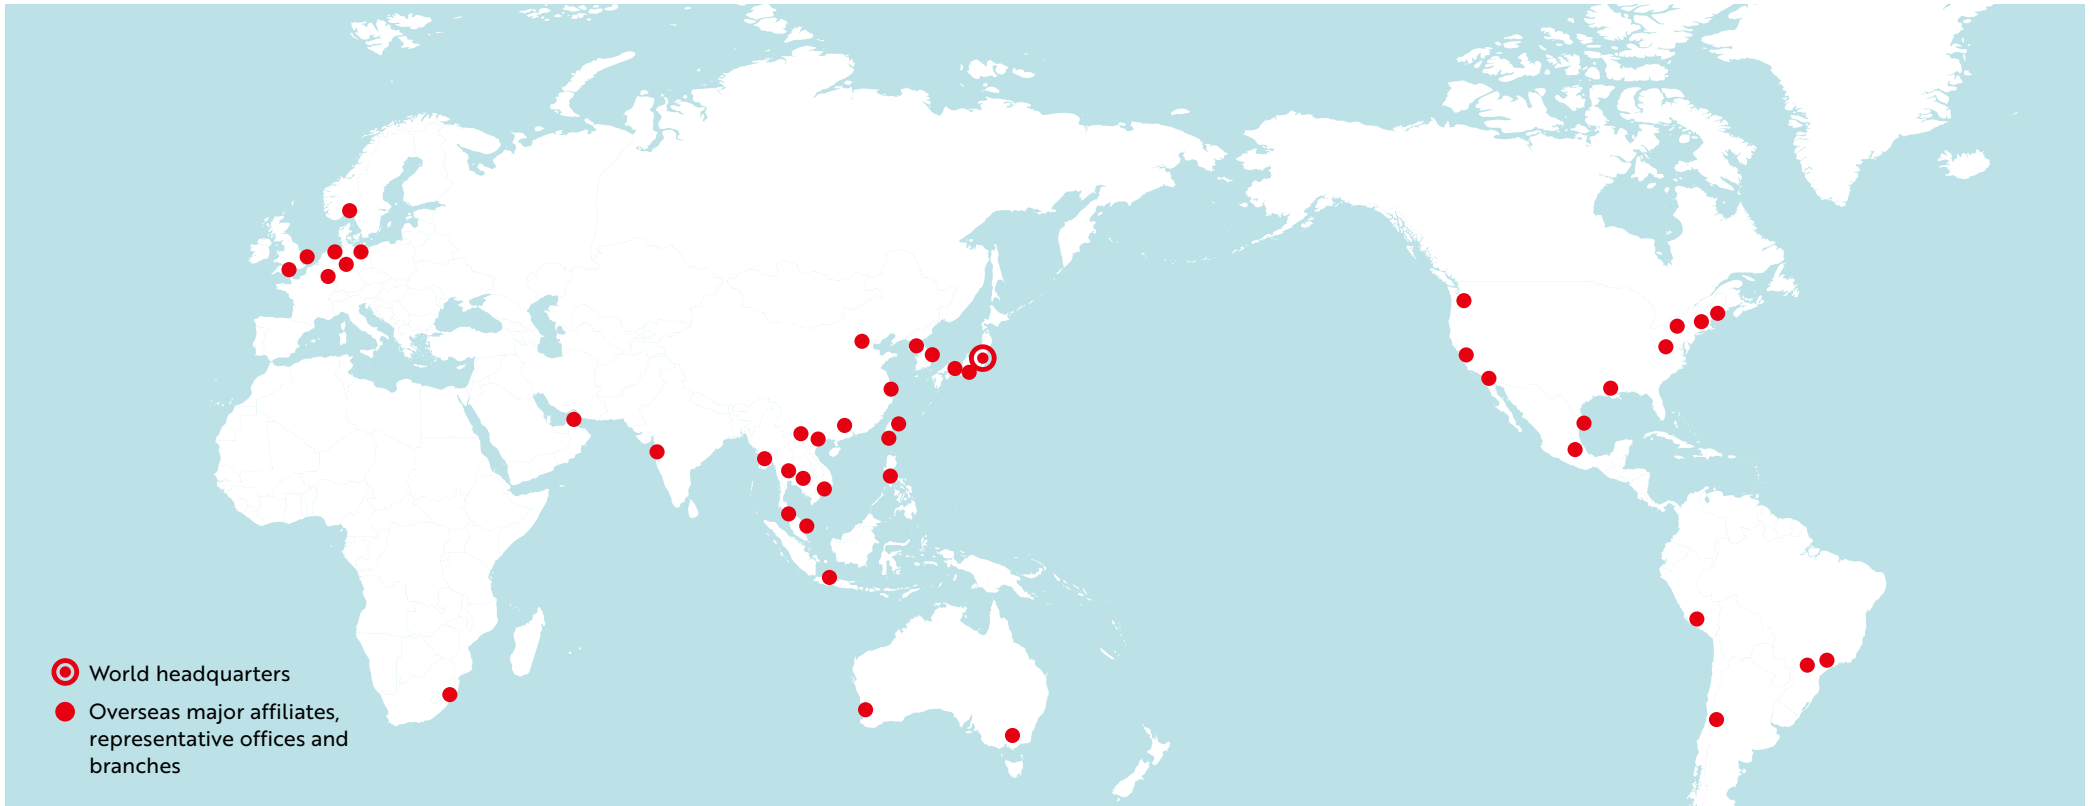 World headquarters
Overseas major affiliates,
representative offices and
branches